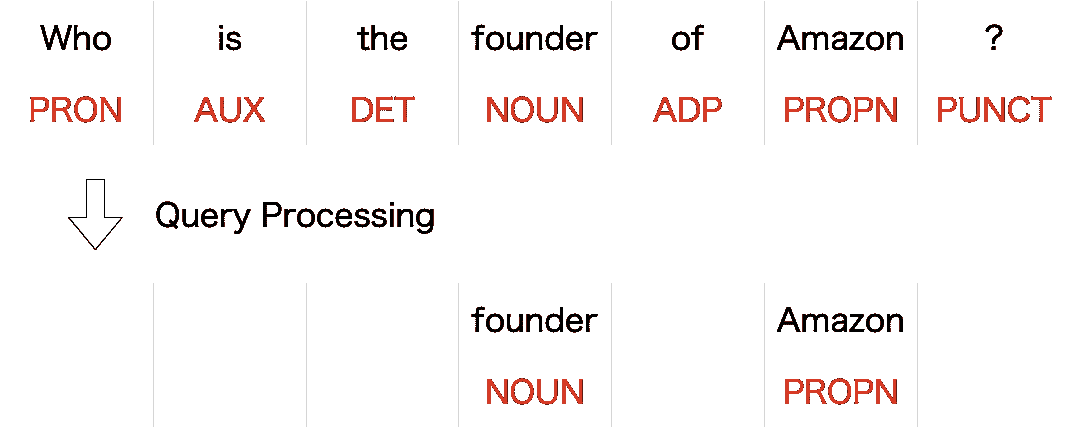 Who is the founder of Amazon ?
PRON AUX DET NOUN ADP PROPN PUNCT
Query Processing
founder Amazon
NOUN PROPN